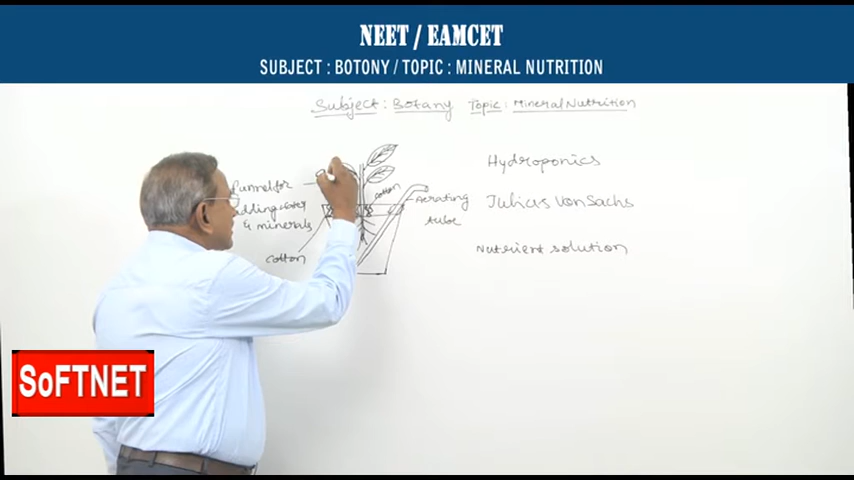 NEET / EAMCET
SUBJECT : BOTONY / TOPIC : MINERAL NUTRITION
Subject : Botany Topic : Mineral Nutrition
Hydroponics
Funnel for
adding water
& minerals
cotton
Aerating
tube
Julius Von Sachs
cotton
Nutrient solution
SoFTNET